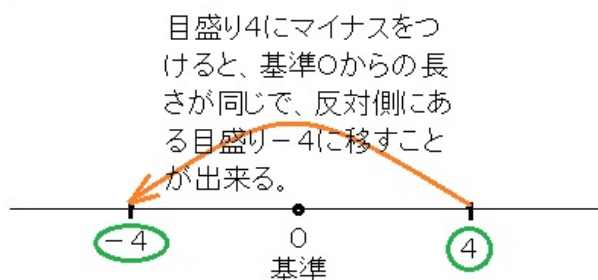 目盛り4にマイナスをつ
けると、基準0からの長
さが同じで、反対側にあ
る目盛り－4に移すこと
が出来る。
－4 0 4
基準